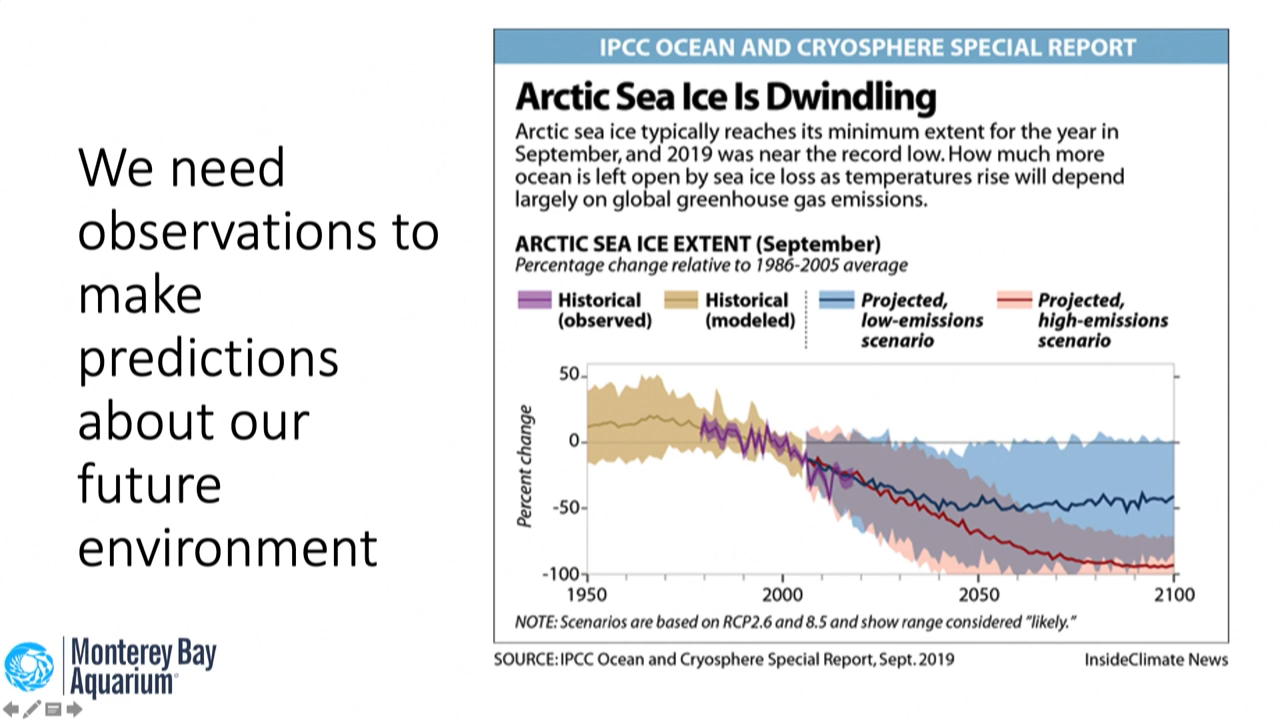 We need
observations to
make
predictions
about our
future
environment
Monterey Bay
Aquarium
IPCC OCEAN AND CRYOSPHERE SPECIAL REPORT
Arctic Sea Ice Is Dwindling
Arctic sea ice typically reaches its minimum extent for the year in
September, and 2019 was near the record low. How much more
ocean is left open by sea ice loss as temperatures rise will depend
largely on global greenhouse gas emissions.
ARCTIC SEA ICE EXTENT (September)
Percentage change relative to 1986-2005 average
Historical
(observed)
Historical
(modeled)
Projected,
low-emissions
scenario
Projected,
high-emissions
scenario
Percent change
50
0
-50
-100
1950 2000 2050 2100
NOTE: Scenarios are based on RCP2.6 and 8.5 and show range considered "likely."
SOURCE: IPCC Ocean and Cryosphere Special Report, Sept. 2019 InsideClimate News